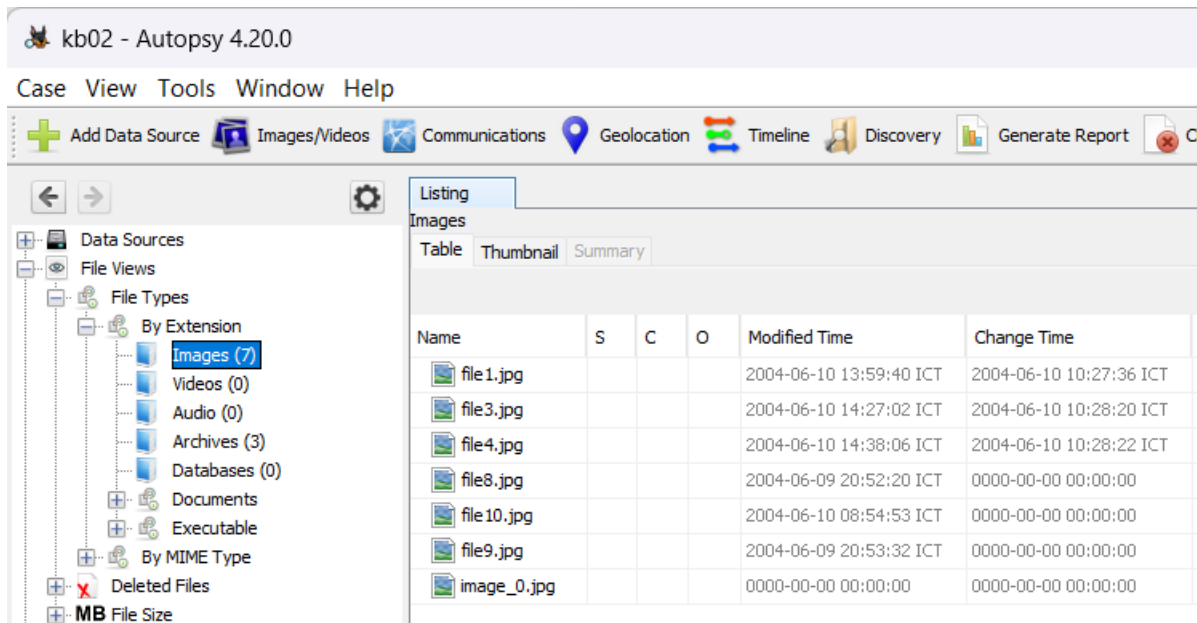 kb02 - Autopsy 4.20.0
Case View Tools Window Help
Add Data Source Images/Videos Communications Geolocation Timeline Discovery Generate Report C
Listing
Images
Table Thumbnail Summary
Data Sources
File Views
File Types
By Extension
Images (7)
Videos (0)
Audio (0)
Archives (3)
Databases (0)
Documents
Executable
By MIME Type
Deleted Files
MB File Size
Name S C O Modified Time Change Time
file1.jpg 2004-06-10 13:59:40 ICT 2004-06-10 10:27:36 ICT
file3.jpg 2004-06-10 14:27:02 ICT 2004-06-10 10:28:20 ICT
file4.jpg 2004-06-10 14:38:06 ICT 2004-06-10 10:28:22 ICT
file8.jpg 2004-06-09 20:52:20 ICT 0000-00-00 00:00:00
file10.jpg 2004-06-10 08:54:53 ICT 0000-00-00 00:00:00
file9.jpg 2004-06-09 20:53:32 ICT 0000-00-00 00:00:00
image_0.jpg 0000-00-00 00:00:00 0000-00-00 00:00:00